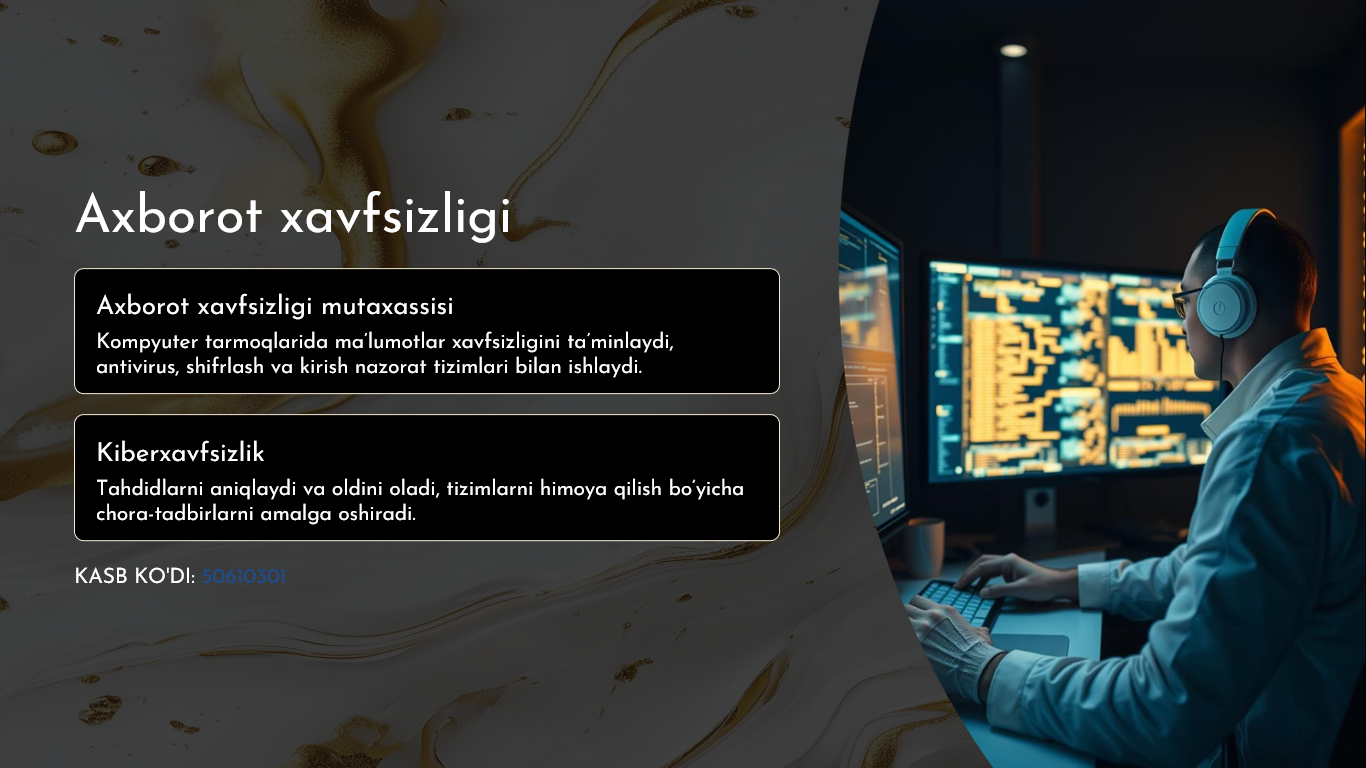 Axborot xavfsizligi
Axborot xavfsizligi mutaxassisi
Kompyuter tarmoqlarida ma’lumotlar xavfsizligini ta’minlaydi,
antivirus, shifrlash va kirish nazorat tizimlari bilan ishlaydi.
Kiberxavfsizlik
Tahdidlarni aniqlaydi va oldini oladi, tizimlarni himoya qilish bo‘yicha
chora-tadbirlarni amalga oshiradi.
KASB KO'DI: 50610301